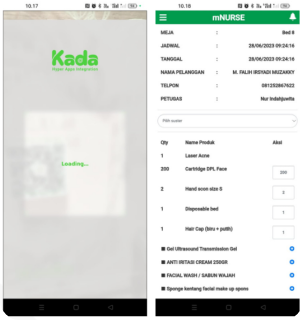 10.17
Kada
Loading...
10.18
mNURSE
MEJA : Bed 8
JADWAL : 28/06/2023 09:24:16
TANGGAL : 28/06/2023 09:24:16
NAMA PELANGGAN : M. FALIH IRSYADI MUZAKKY
TELPON : 081252867622
PETUGAS : Nur Indahjuwita
Pilih suster
Qty Name Produk Aksi
1 Laser Acne
200 Cartridge DPL Face 200
2 Hand scon size S 2
1 Disposable bed 1
1 Hair Cap (biru + putih) 1
Gel Ultrasound Transmission Gel
ANTI IRITASI CREAM 250GR
FACIAL WASH / SABUN WAJAH
Sponge kentang facial make up spons